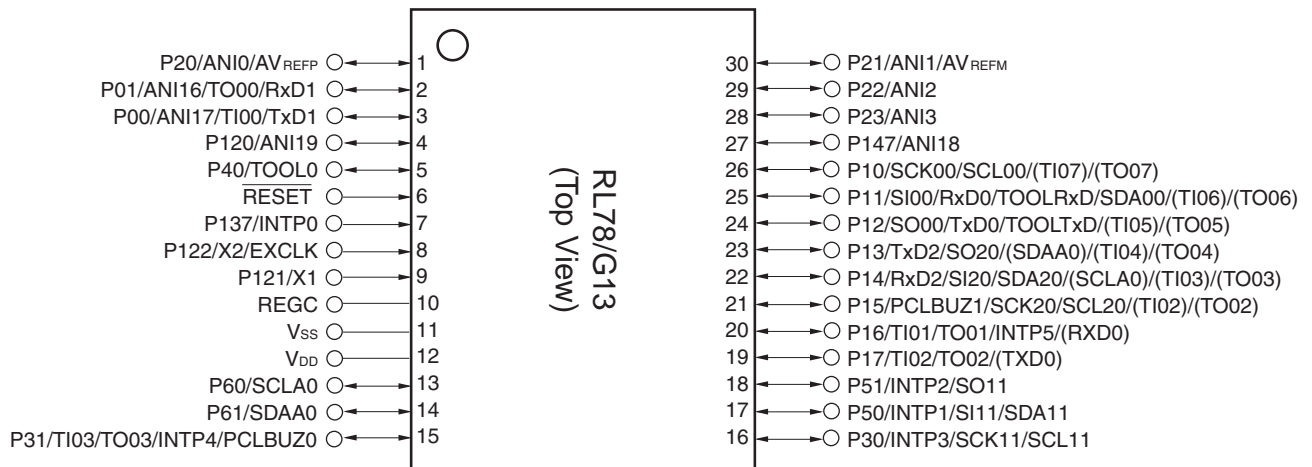 P20/ANI0/AVREFP 1
P01/ANI16/TO00/RxD1 2
P00/ANI17/TI00/TxD1 3
P120/ANI19 4
P40/TOOL0 5
RESET 6
P137/INTP0 7
P122/X2/EXCLK 8
P121/X1 9
REGC 10
VSS 11
VDD 12
P60/SCLA0 13
P61/SDAA0 14
P31/TI03/TO03/INTP4/PCLBUZ0 15
RL78/G13
(Top View)
30 P21/ANI1/AVREFM
29 P22/ANI2
28 P23/ANI3
27 P147/ANI18
26 P10/SCK00/SCL00/(TI07)/(TO07)
25 P11/SI00/RxD0/TOOLRxD/SDA00/(TI06)/(TO06)
24 P12/SO00/TxD0/TOOLTxD/(TI05)/(TO05)
23 P13/TxD2/SO20/(SDAA0)/(TI04)/(TO04)
22 P14/RxD2/SI20/SDA20/(SCLA0)/(TI03)/(TO03)
21 P15/PCLBUZ1/SCK20/SCL20/(TI02)/(TO02)
20 P16/TI01/TO01/INTP5/(RXD0)
19 P17/TI02/TO02/(TXD0)
18 P51/INTP2/SO11
17 P50/INTP1/SI11/SDA11
16 P30/INTP3/SCK11/SCL11